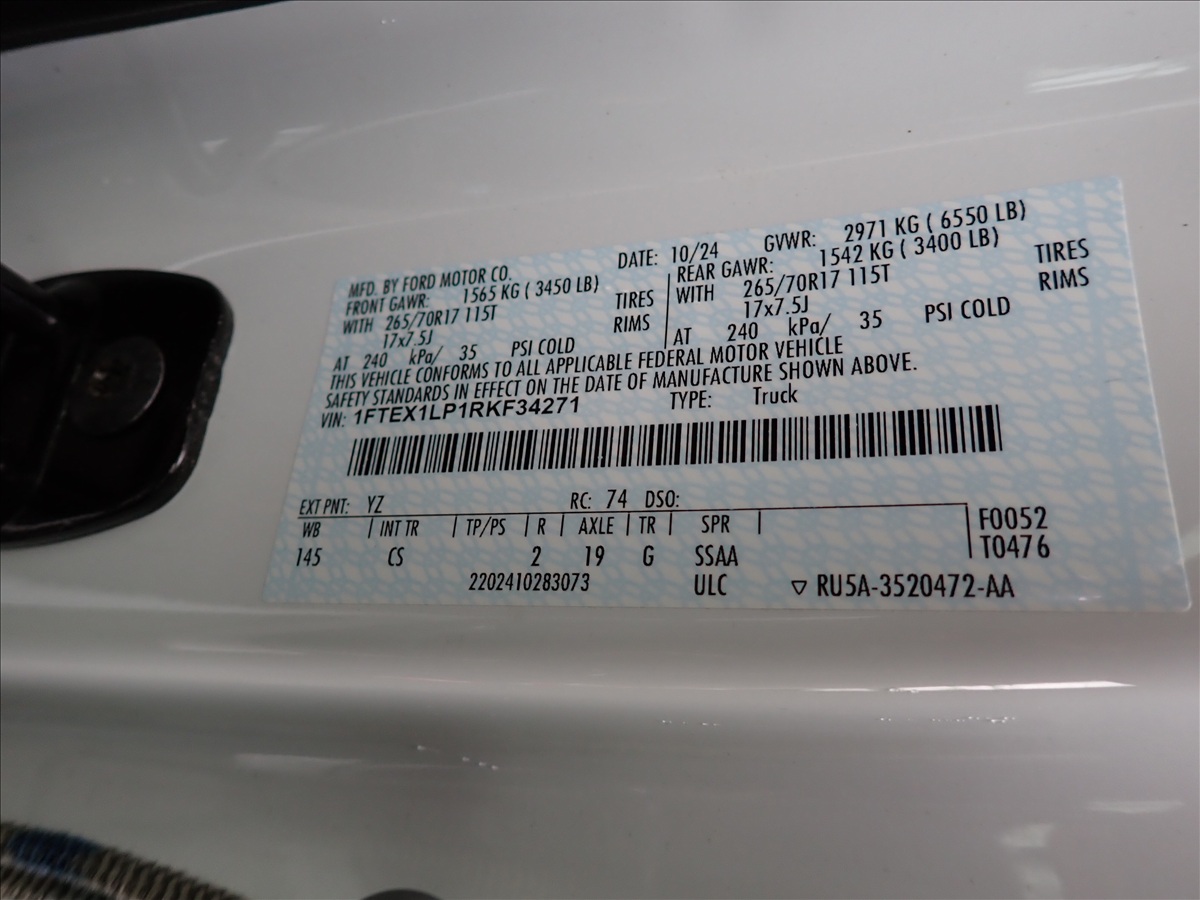 MFD. BY FORD MOTOR CO.
DATE: 10/24 GVWR: 2971 KG ( 6550 LB)
FRONT GAWR: 1565 KG ( 3450 LB)
REAR GAWR: 1542 KG ( 3400 LB)
WITH 265/70R17 115T TIRES
WITH 265/70R17 115T TIRES
17x7.5J RIMS
17x7.5J RIMS
AT 240 kPa/ 35 PSI COLD
AT 240 kPa/ 35 PSI COLD
THIS VEHICLE CONFORMS TO ALL APPLICABLE FEDERAL MOTOR VEHICLE
SAFETY STANDARDS IN EFFECT ON THE DATE OF MANUFACTURE SHOWN ABOVE.
VIN: 1FTEX1LP1RKF34271 TYPE: Truck
EXT PNT: YZ RC: 74 DSO:
WB | INT TR | TP/PS | R | AXLE | TR | SPR | F0052
145 CS 2 19 G SSAA T0476
2202410283073 ULC ▽ RU5A-3520472-AA